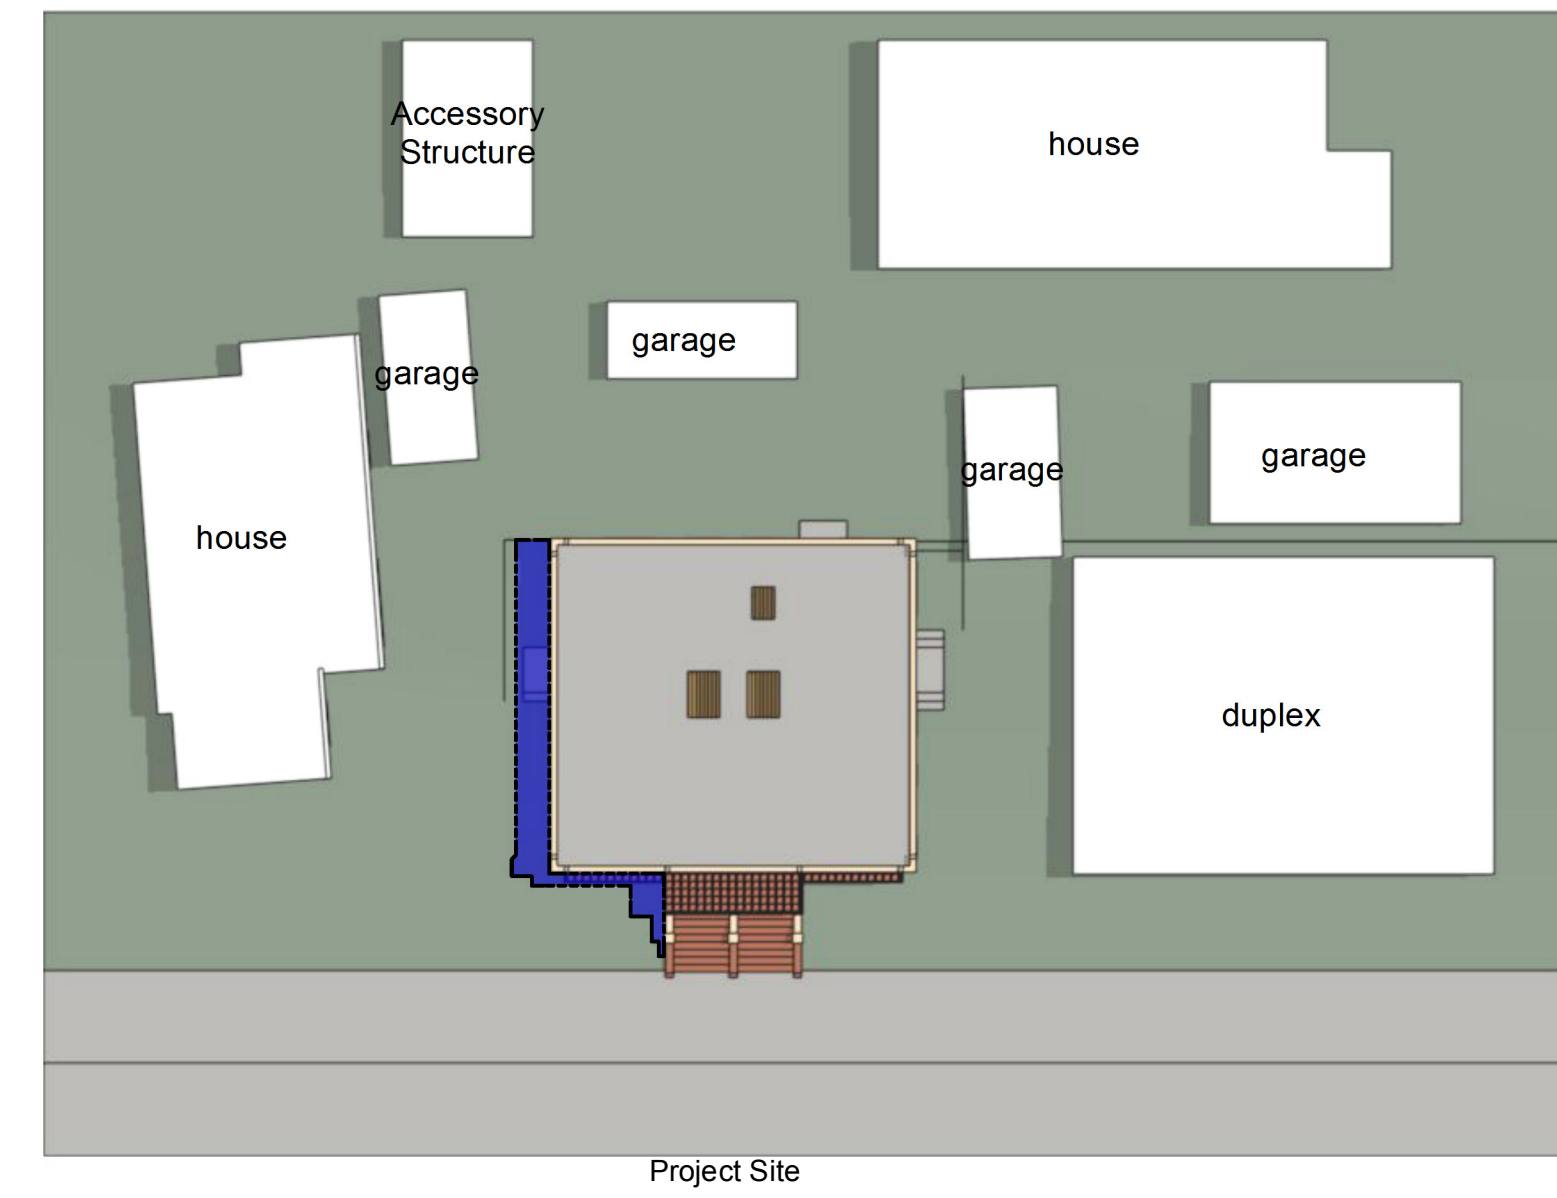 Accessory
Structure
house
garage
garage
house
garage
garage
duplex
Project Site